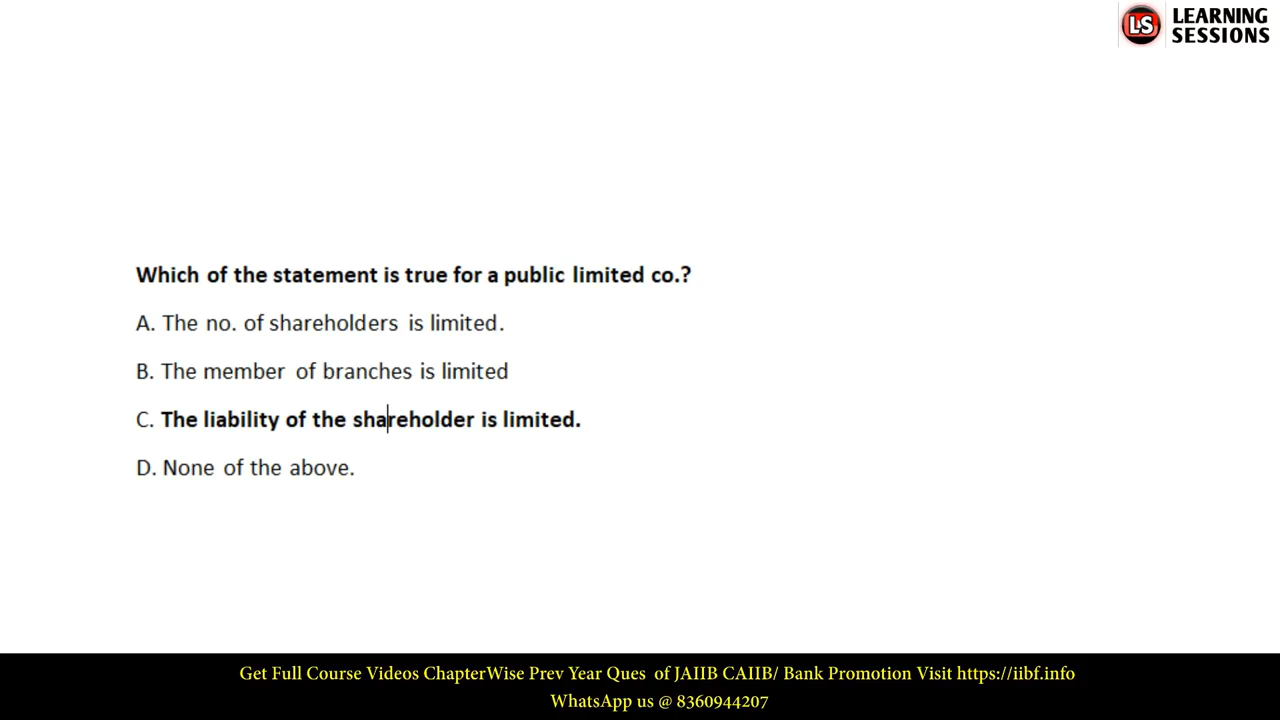 LS
LEARNING
SESSIONS
Which of the statement is true for a public limited co.?
A. The no. of shareholders is limited.
B. The member of branches is limited
C. The liability of the shareholder is limited.
D. None of the above.
Get Full Course Videos ChapterWise Prev Year Ques of JAIIB CAIIB/ Bank Promotion Visit https://iibf.info
WhatsApp us @ 8360944207